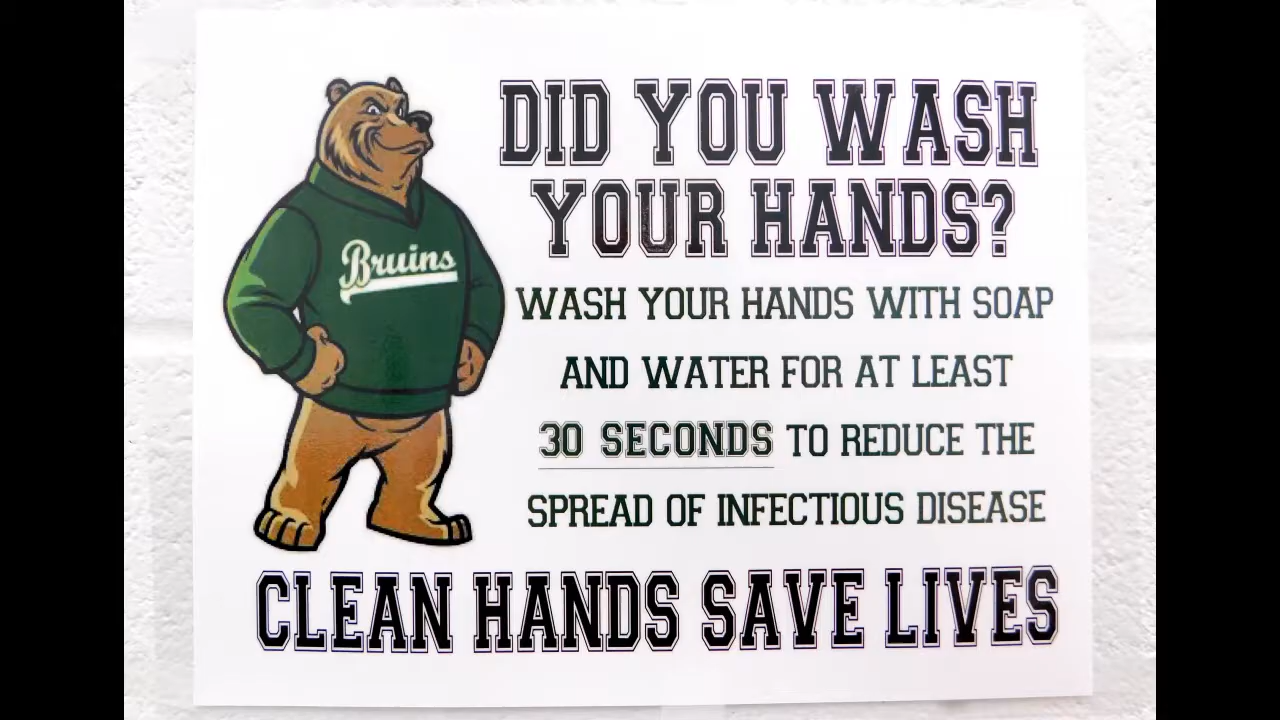 DID YOU WASH
YOUR HANDS?
Bruins
WASH YOUR HANDS WITH SOAP
AND WATER FOR AT LEAST
30 SECONDS TO REDUCE THE
SPREAD OF INFECTIOUS DISEASE
CLEAN HANDS SAVE LIVES